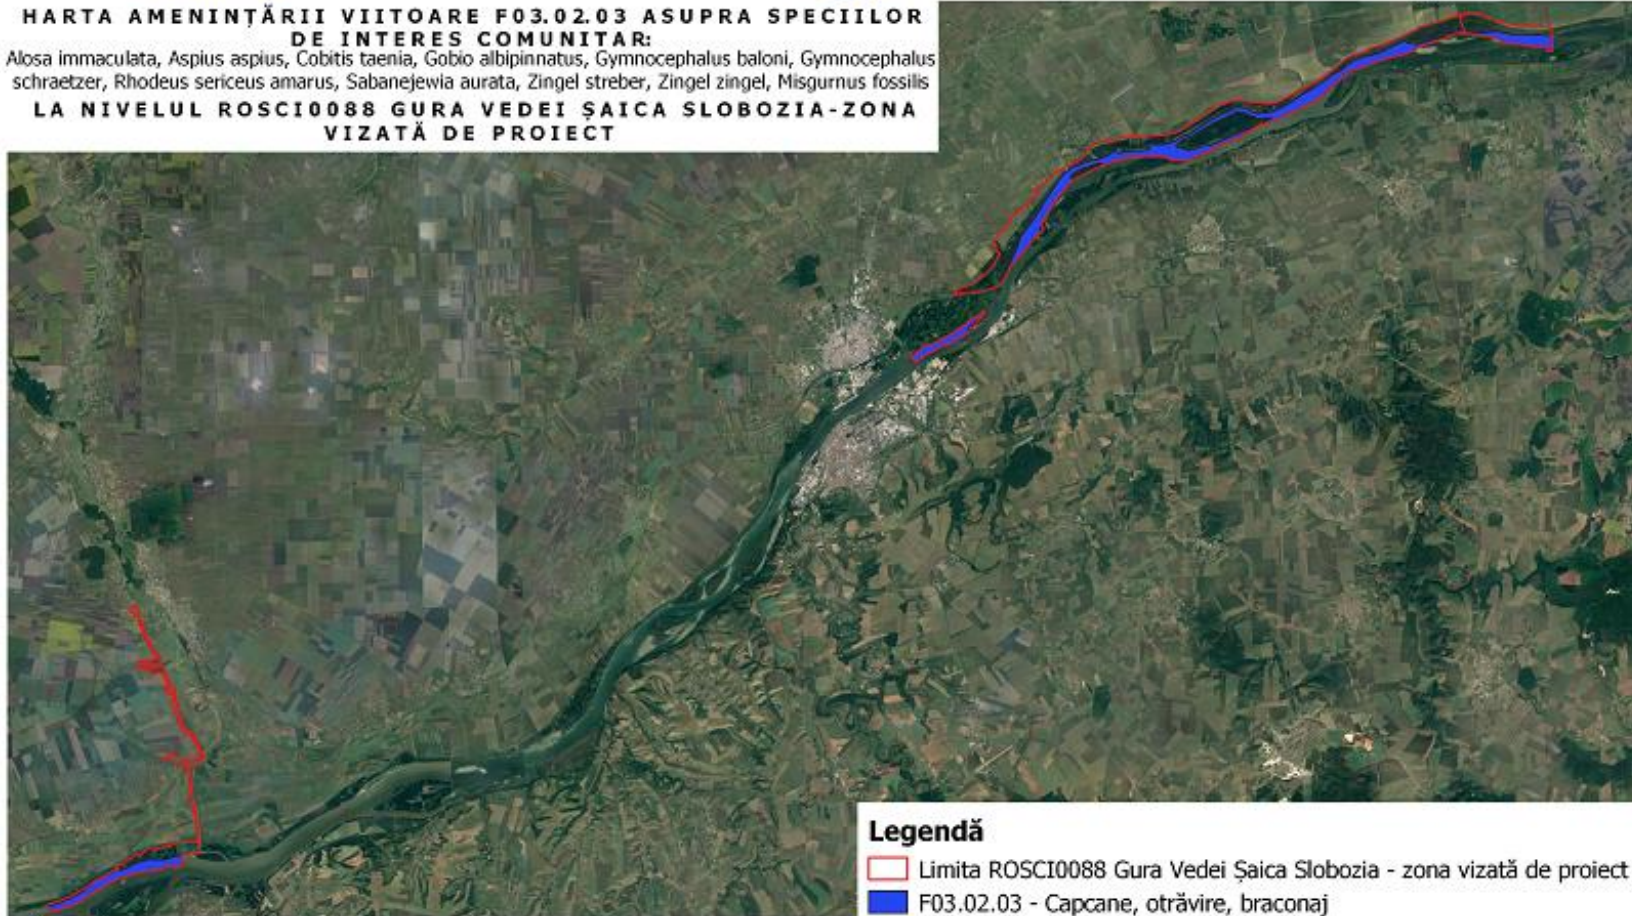 HARTA AMENINȚĂRII VIITOARE F03.02.03 ASUPRA SPECIILOR
DE INTERES COMUNITAR:
Alosa immaculata, Aspius aspius, Cobitis taenia, Gobio albipinnatus, Gymnocephalus baloni, Gymnocephalus
schraetzer, Rhodeus sericeus amarus, Sabanejewia aurata, Zingel streber, Zingel zingel, Misgurnus fossilis
LA NIVELUL ROSCI0088 GURA VEDEI ȘAICA SLOBOZIA-ZONA
VIZATĂ DE PROIECT
Legendă
Limita ROSCI0088 Gura Vedei Șaica Slobozia - zona vizată de proiect
F03.02.03 - Capcane, otrăvire, braconaj